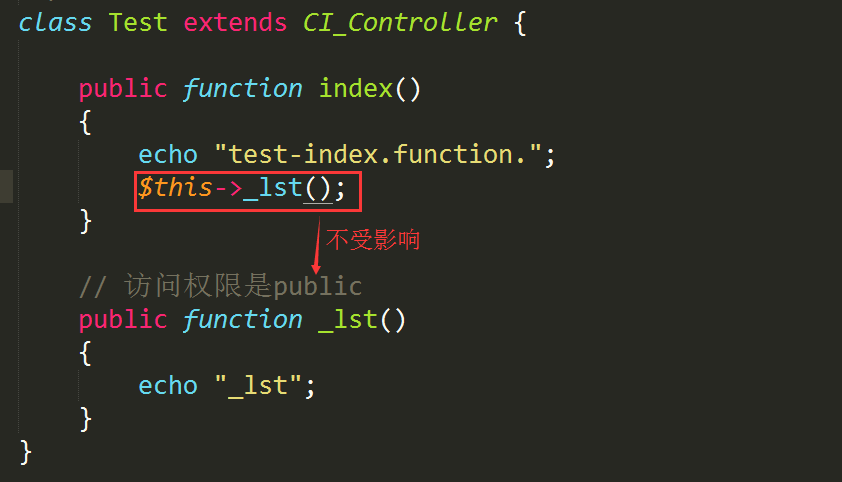 class Test extends CI_Controller {
public function index()
{
echo "test-index.function.";
$this->_lst();
}
不受影响
// 访问权限是public
public function _lst()
{
echo "_lst";
}
}